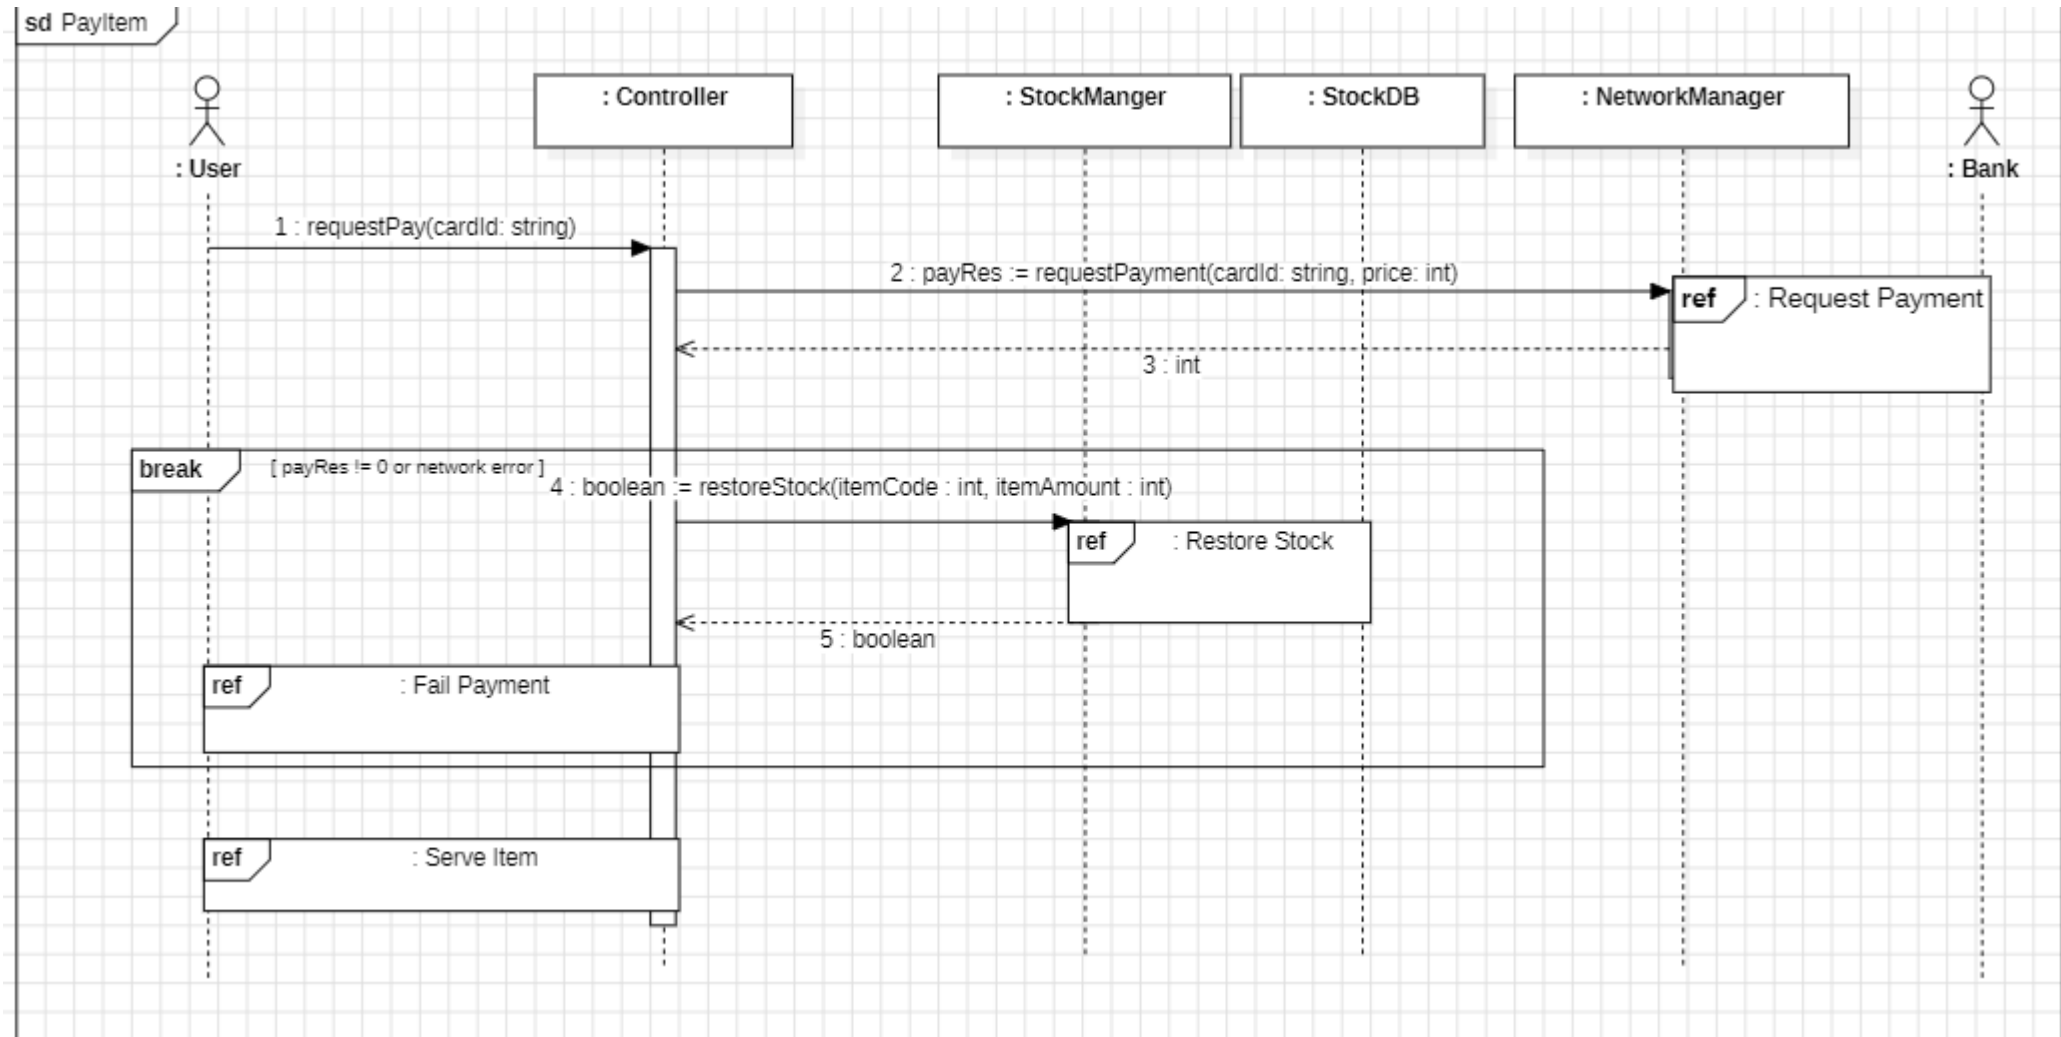 sd PayItem
: User
: Controller
: StockManger
: StockDB
: NetworkManager
: Bank
1 : requestPay(cardId: string)
2 : payRes := requestPayment(cardId: string, price: int)
ref : Request Payment
3 : int
break [ payRes != 0 or network error ]
4 : boolean := restoreStock(itemCode : int, itemAmount : int)
ref : Restore Stock
5 : boolean
ref : Fail Payment
ref : Serve Item